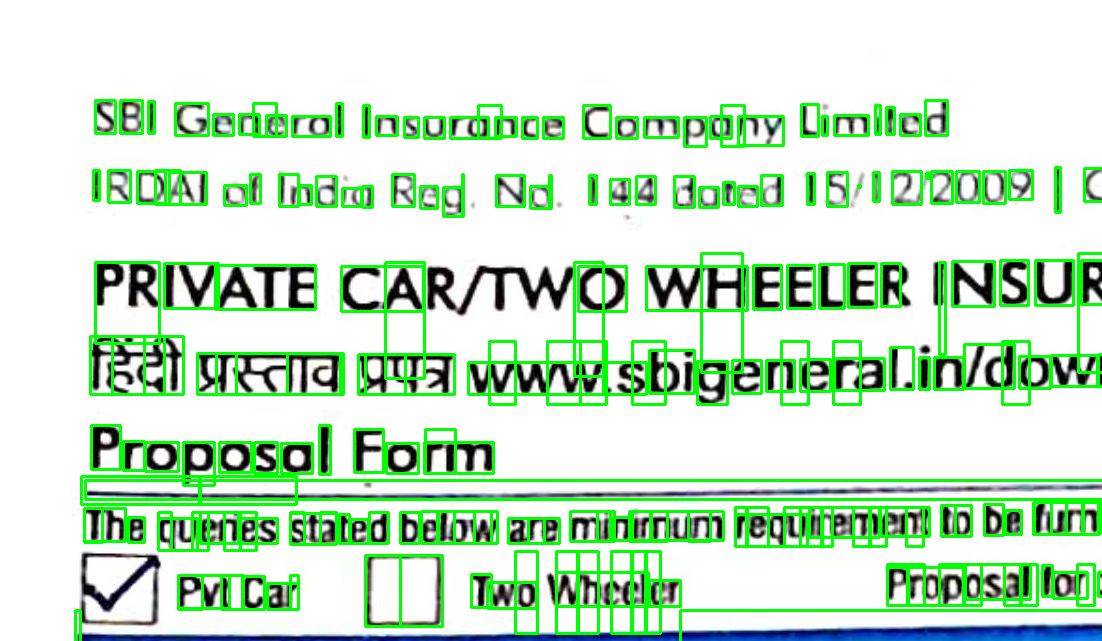 SBI General Insurance Company Limited
IRDAI of India Reg. No. 144 dated 15/12/2009 |
PRIVATE CAR/TWO WHEELER INSUR
हिंदी प्रस्ताव प्रपत्र www.sbigeneral.in/dow
Proposal Form
The queries stated below are minimum requirement to be furn
Pvt Car Two Wheeler Proposal for